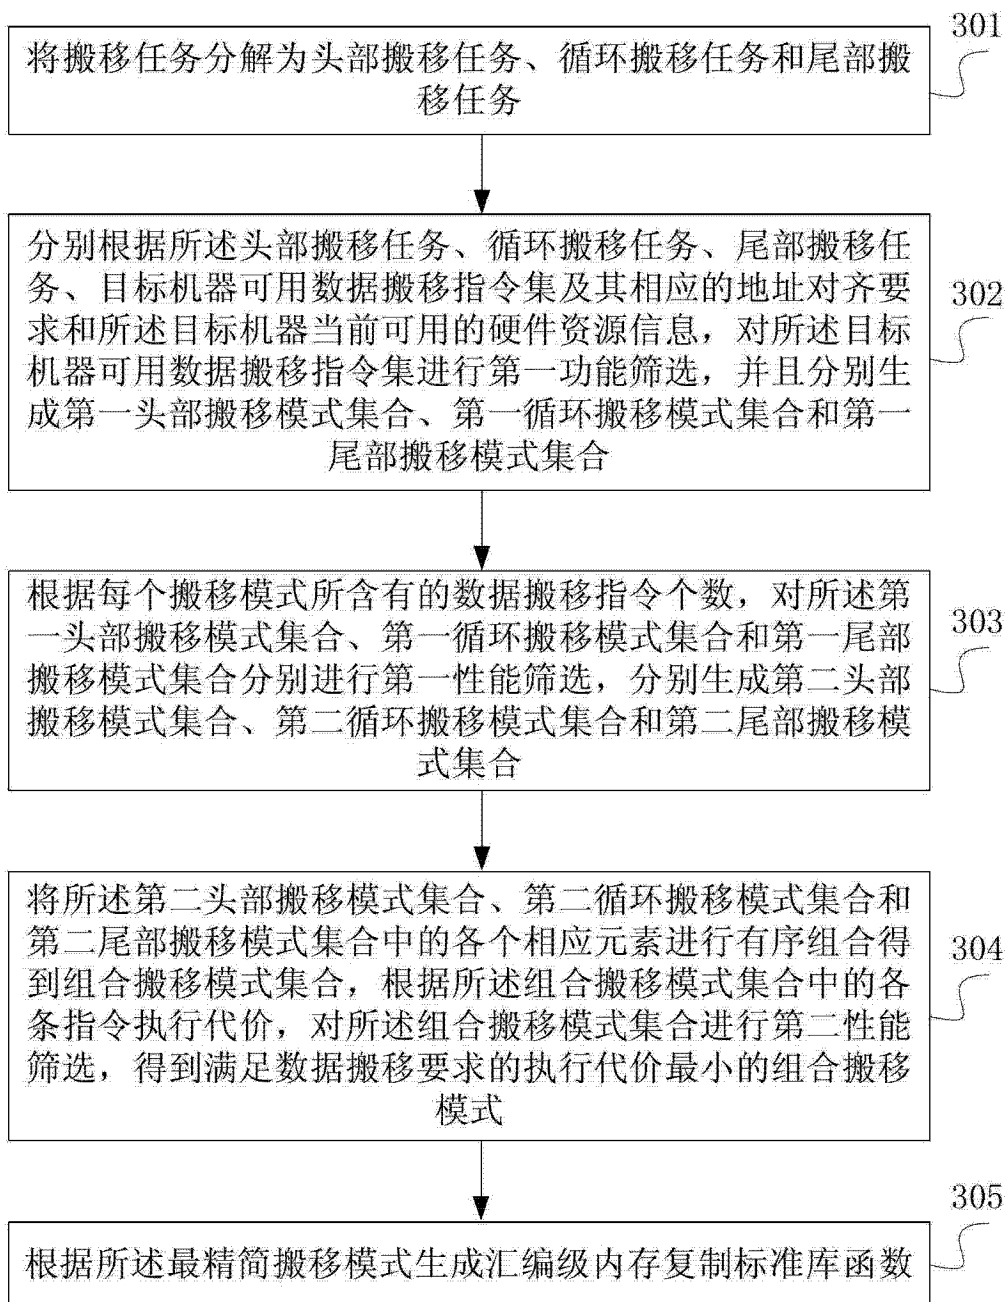 301
将搬移任务分解为头部搬移任务、循环搬移任务和尾部搬
移任务
302
分别根据所述头部搬移任务、循环搬移任务、尾部搬移任
务、目标机器可用数据搬移指令集及其相应的地址对齐要
求和所述目标机器当前可用的硬件资源信息，对所述目标
机器可用数据搬移指令集进行第一功能筛选，并且分别生
成第一头部搬移模式集合、第一循环搬移模式集合和第一
尾部搬移模式集合
303
根据每个搬移模式所含有的数据搬移指令个数，对所述第
一头部搬移模式集合、第一循环搬移模式集合和第一尾部
搬移模式集合分别进行第一性能筛选，分别生成第二头部
搬移模式集合、第二循环搬移模式集合和第二尾部搬移模
式集合
304
将所述第二头部搬移模式集合、第二循环搬移模式集合和
第二尾部搬移模式集合中的各个相应元素进行有序组合得
到组合搬移模式集合，根据所述组合搬移模式集合中的各
条指令执行代价，对所述组合搬移模式集合进行第二性能
筛选，得到满足数据搬移要求的执行代价最小的组合搬移
模式
305
根据所述最精简搬移模式生成汇编级内存复制标准库函数